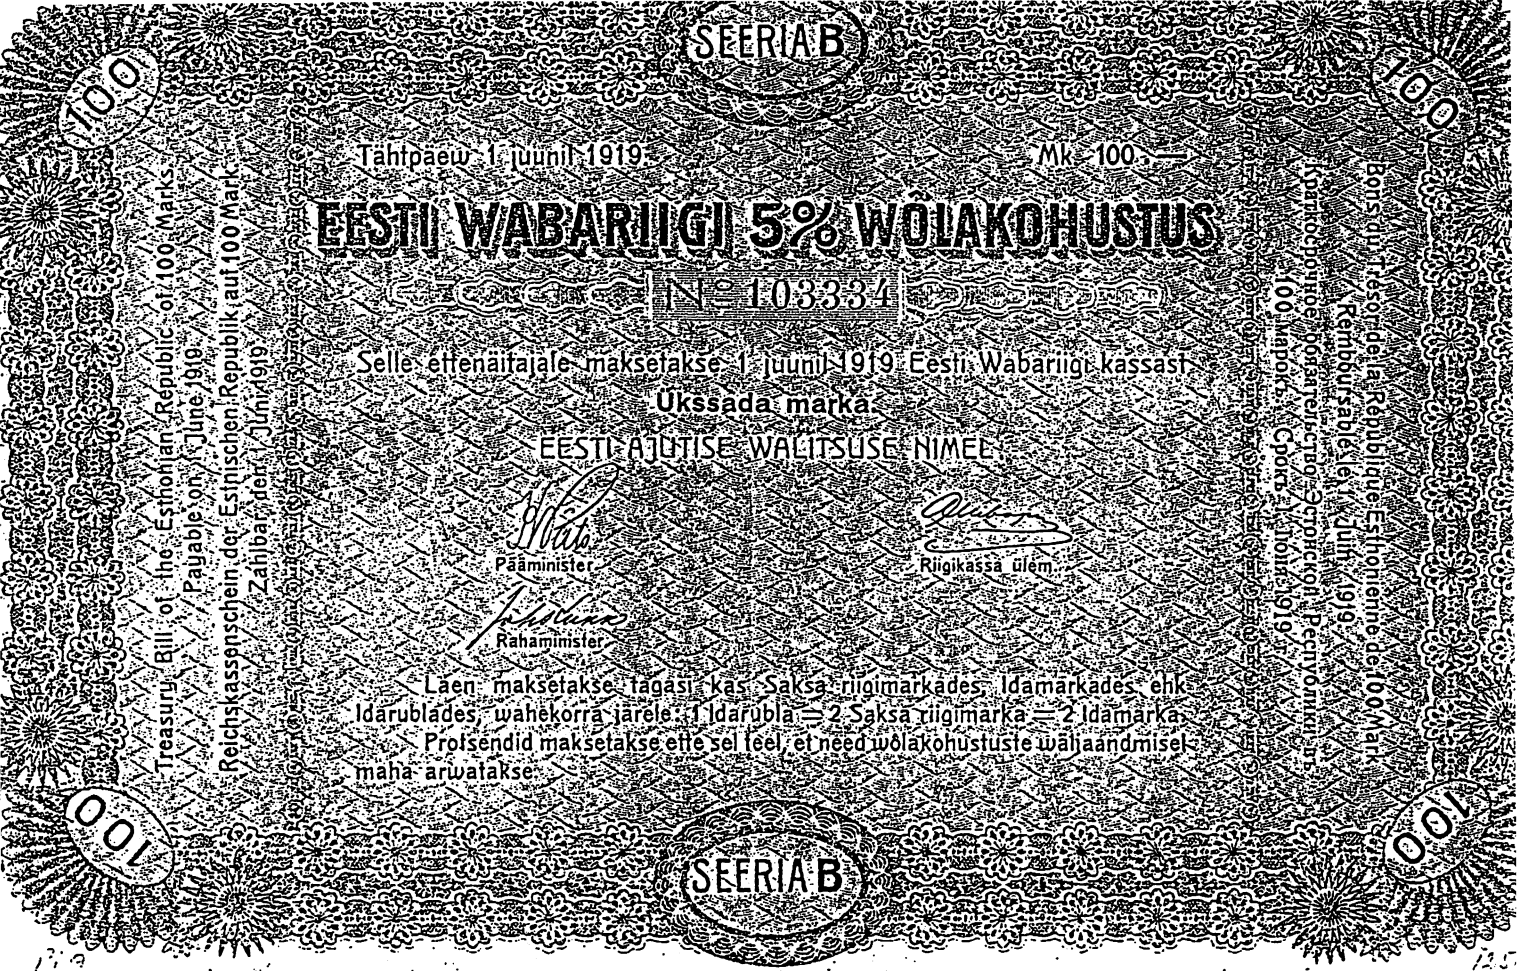 SEERIA B
100
100
Tähtpäew 1. juunil 1919.
Mk. 100.—
EESTI WABARIIGI 5% WÕLAKOHUSTUS
№ 103334
Selle ettenäitajale maksetakse 1. juunil 1919 Eesti Wabariigi kassast
Ükssada marka.
EESTI AJUTISE WALITSUSE NIMEL:
Pääminister.
Riigikassa ülem.
Rahaminister.
Laen maksetakse tagasi kas Saksa riigimarkades, Idamarkades ehk
Idarublades, wahekorra järele: 1 Idarubla = 2 Saksa riigimarka = 2 Idamarka.
Protsendid maksetakse ette sel teel, et need wõlakohustuste wäljaandmisel
maha arwatakse.
Treasury Bill of the Esthonian Republic of 100 Marks.
Payable on 1 June 1919
Reichskassenschein der Estnischen Republik auf 100 Mark.
Zahlbar den 1 Juni 1919
Bons du Trésor de la République Esthonienne de 100 Mark
Remboursable le 1 Juin 1919
Краткосрочное обязательство Эстонской Республики въ
100 марокъ. Срокъ 1 Іюня 1919 г.
100
100
SEERIA B